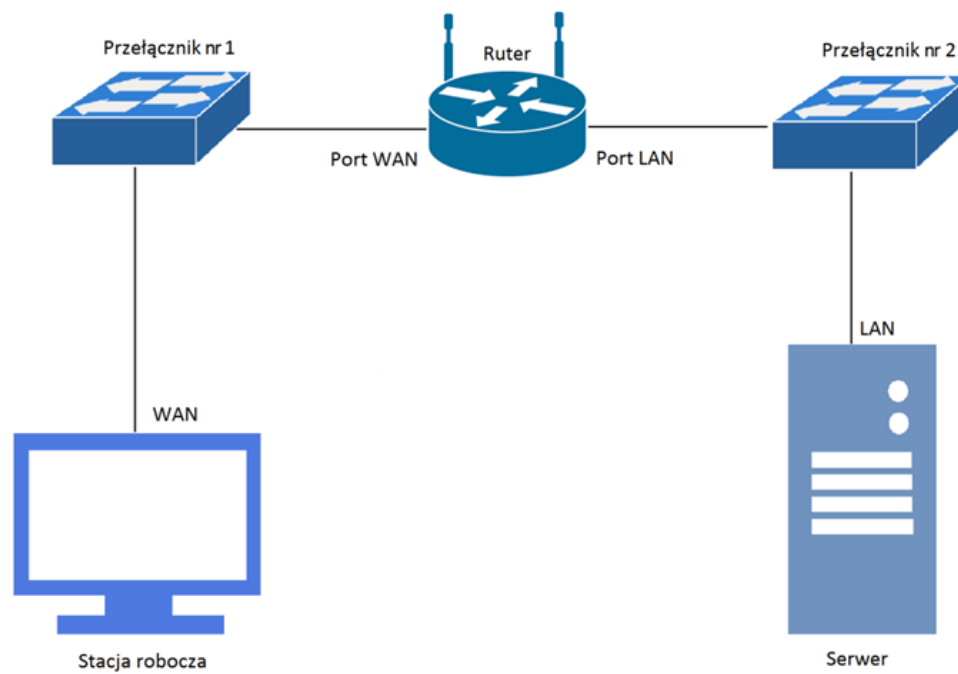 Przełącznik nr 1
Ruter
Przełącznik nr 2
Port WAN
Port LAN
LAN
WAN
Stacja robocza
Serwer